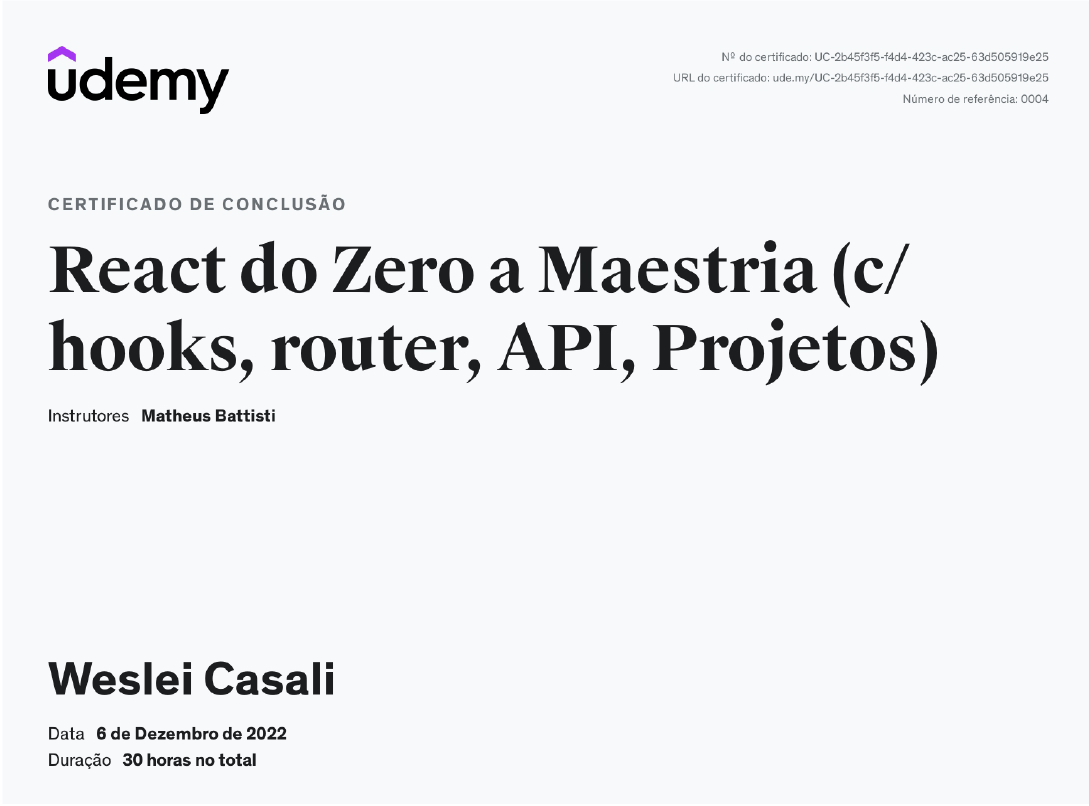 udemy
Nº do certificado: UC-2b45f3f5-f4d4-423c-ac25-63d505919e25
URL do certificado: ude.my/UC-2b45f3f5-f4d4-423c-ac25-63d505919e25
Número de referência: 0004
CERTIFICADO DE CONCLUSÃO
React do Zero a Maestria (c/
hooks, router, API, Projetos)
Instrutores Matheus Battisti
Weslei Casali
Data 6 de Dezembro de 2022
Duração 30 horas no total